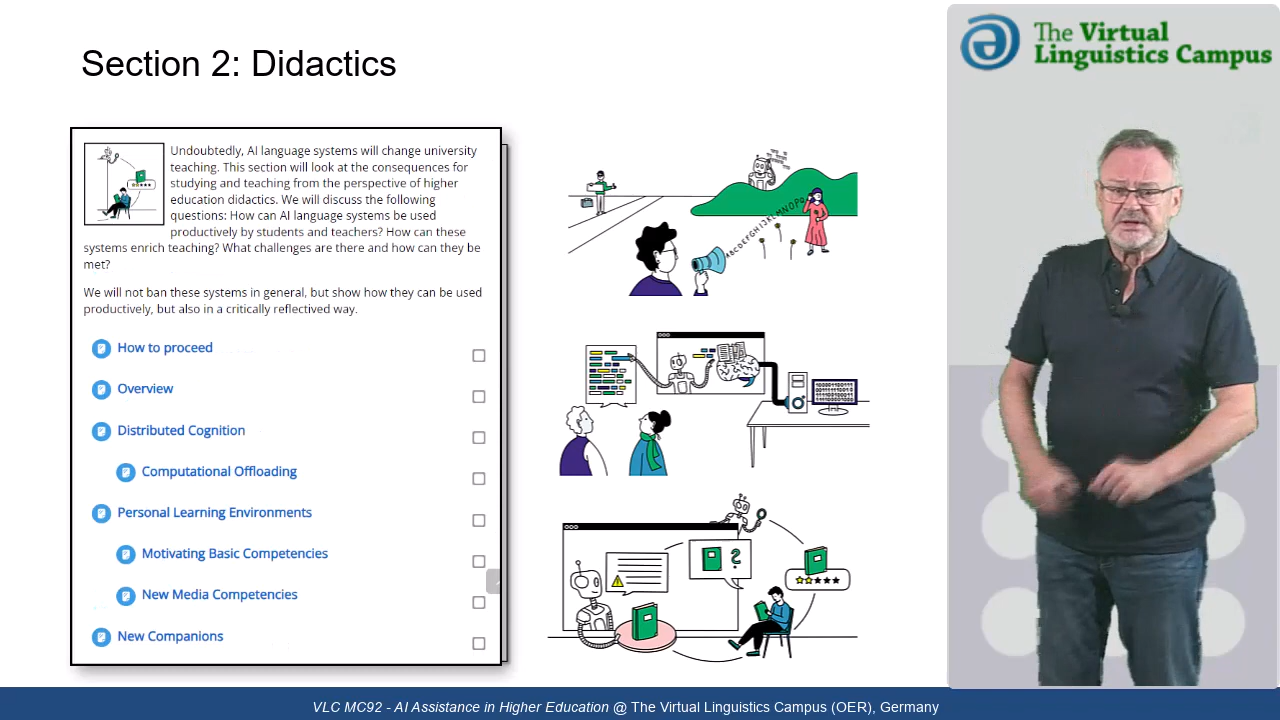 Section 2: Didactics
The Virtual
Linguistics Campus
Undoubtedly, AI language systems will change university
teaching. This section will look at the consequences for
studying and teaching from the perspective of higher
education didactics. We will discuss the following
questions: How can AI language systems be used
productively by students and teachers? How can these
systems enrich teaching? What challenges are there and how can they be
met?
We will not ban these systems in general, but show how they can be used
productively, but also in a critically reflectived way.
How to proceed
Overview
Distributed Cognition
Computational Offloading
Personal Learning Environments
Motivating Basic Competencies
New Media Competencies
New Companions
ABCDEFGHIJKLMNOPQ
?
VLC MC92 - AI Assistance in Higher Education @ The Virtual Linguistics Campus (OER), Germany